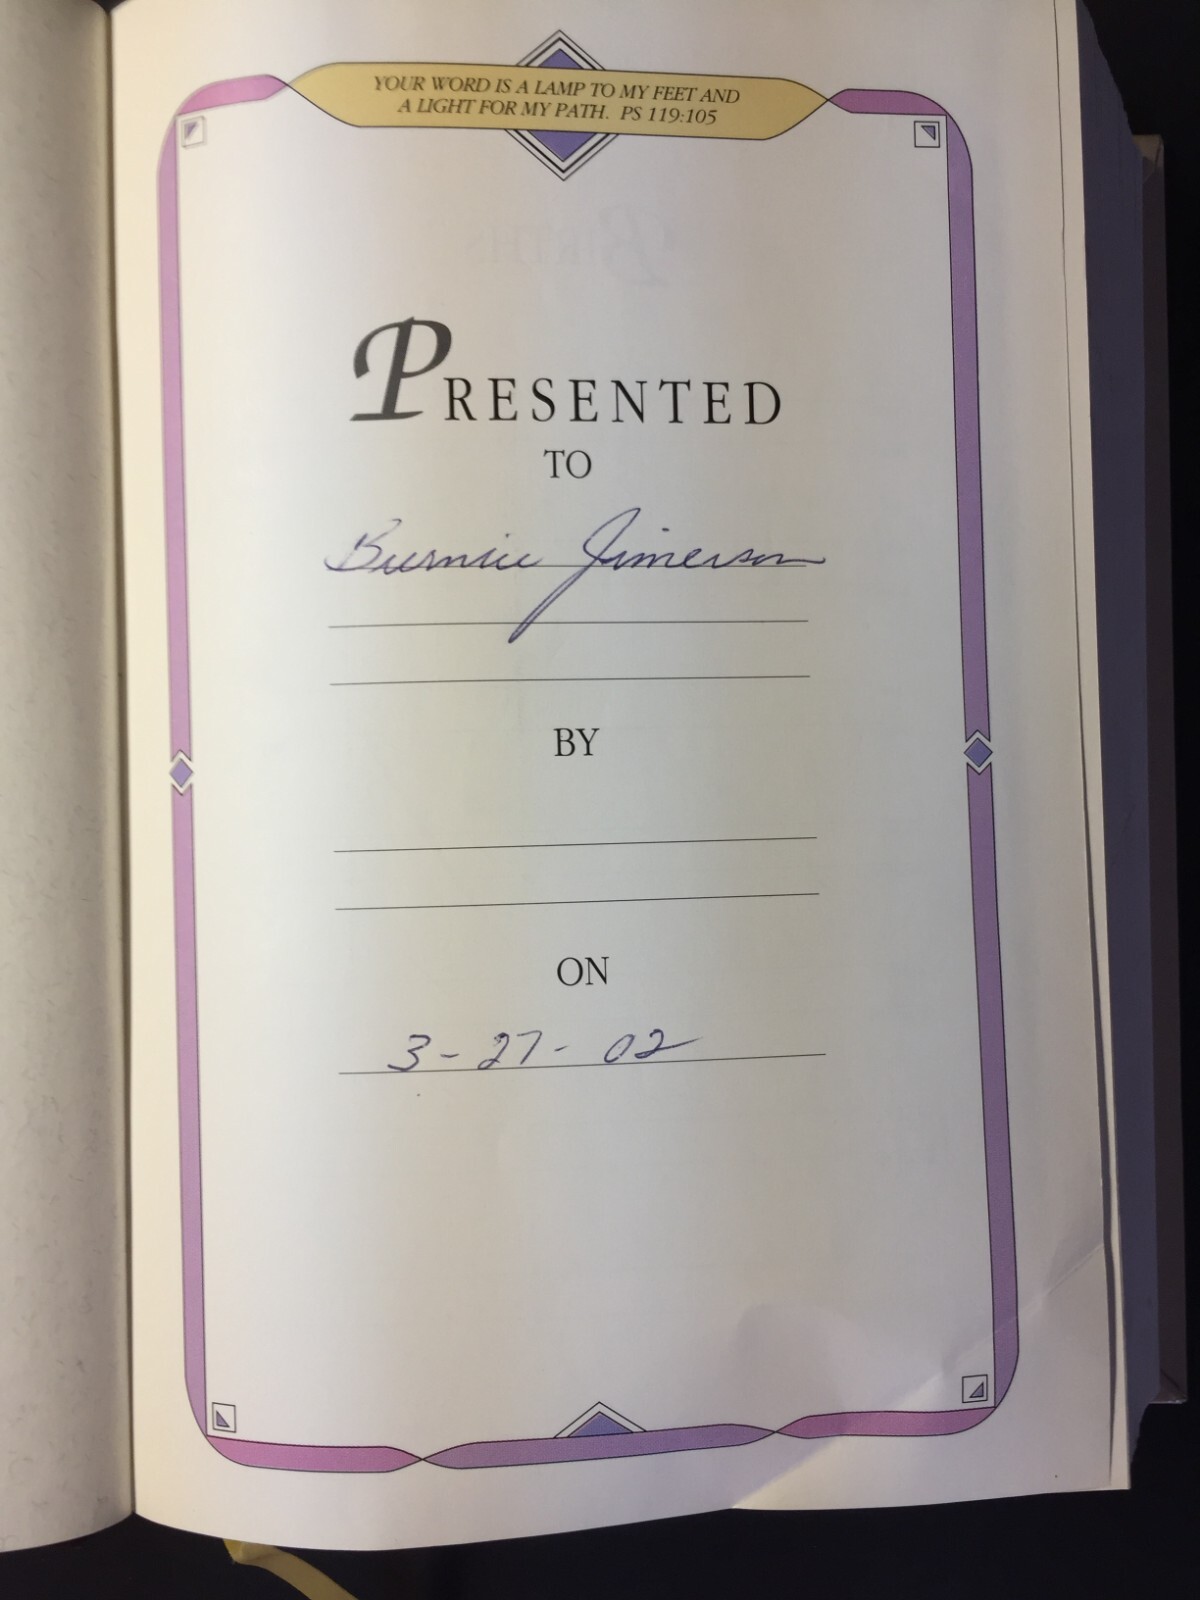 YOUR WORD IS A LAMP TO MY FEET AND
A LIGHT FOR MY PATH. PS 119:105
PRESENTED
TO
Burnice Jimerson
BY
ON
3-27-02